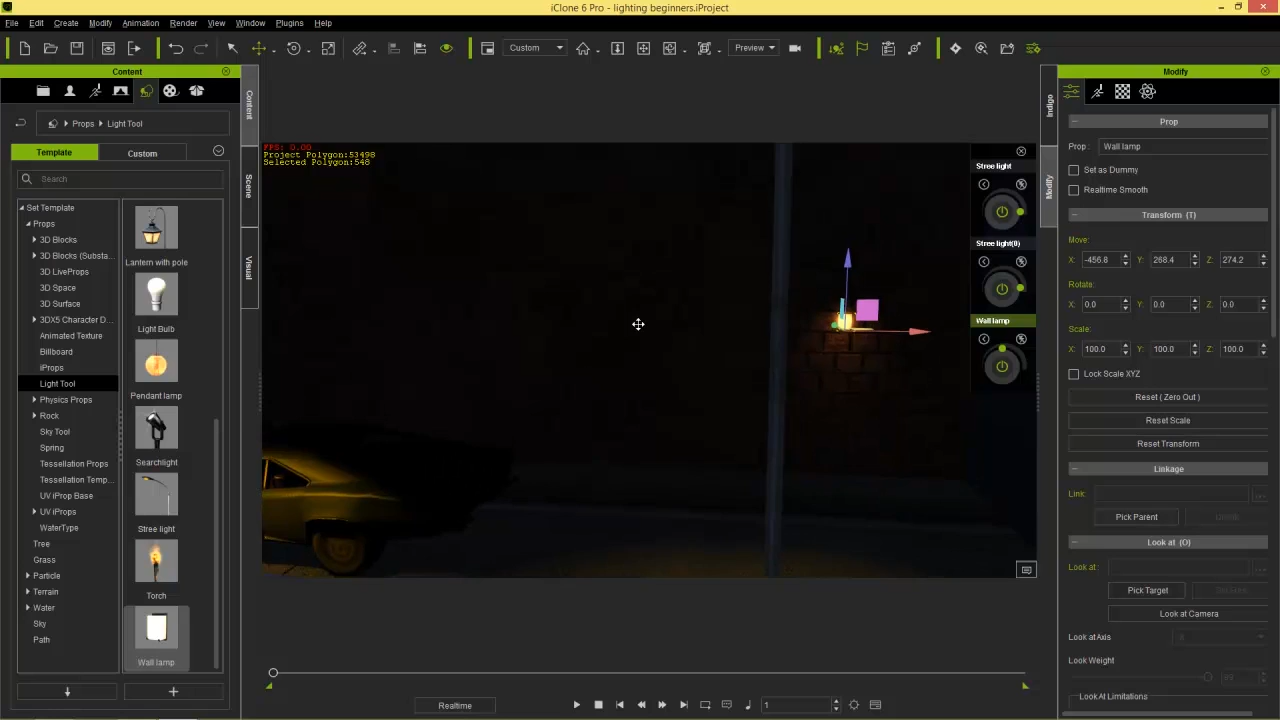 iClone 6 Pro - lighting beginners.iProject
File Edit Create Modify Animation Render View Window Plugins Help
Custom
Preview
Content
Props Light Tool
Template Custom
Search
Set Template
Props
3D Blocks
3D Blocks (Substa...
3D LiveProps
3D Space
3D Surface
3DX5 Character D...
Animated Texture
Billboard
iProps
Light Tool
Physics Props
Rock
Sky Tool
Spring
Tessellation Props
Tessellation Temp...
UV iProp Base
UV iProps
WaterType
Tree
Grass
Particle
Terrain
Water
Sky
Path
Lantern with pole
Light Bulb
Pendant lamp
Searchlight
Stree light
Torch
Wall lamp
Content
Scene
Visual
FPS: 0.00
Project Polygon:53498
Selected Polygon:548
Stree light
Stree light(0)
Wall lamp
Realtime
1
Indigo
Modify
Modify
Prop
Prop : Wall lamp
Set as Dummy
Realtime Smooth
Transform (T)
Move:
X: -456.8 Y: 268.4 Z: 274.2
Rotate:
X: 0.0 Y: 0.0 Z: 0.0
Scale:
X: 100.0 Y: 100.0 Z: 100.0
Lock Scale XYZ
Reset ( Zero Out )
Reset Scale
Reset Transform
Linkage
Link:
Pick Parent
Look at (O)
Look at:
Pick Target
Look at Camera
Look at Axis
Look Weight
Look At Limitations